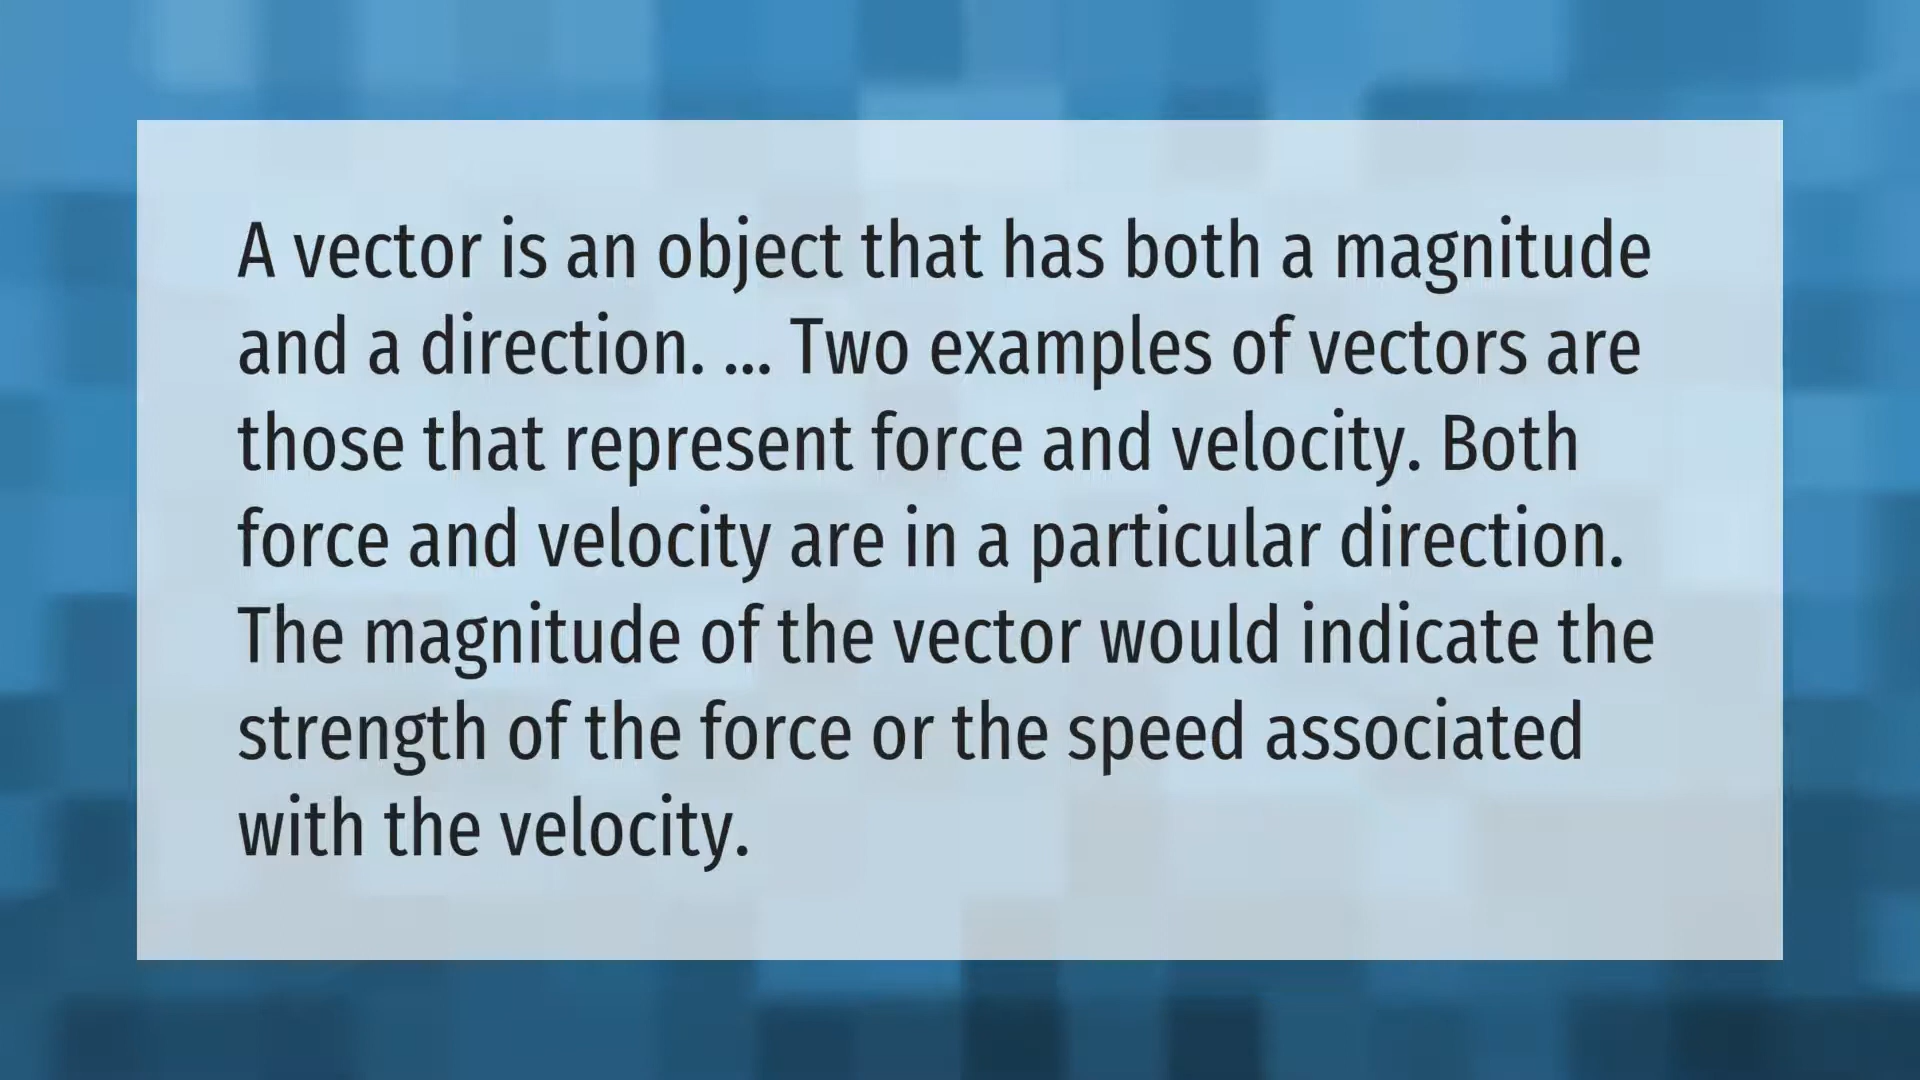 A vector is an object that has both a magnitude
and a direction. ... Two examples of vectors are
those that represent force and velocity. Both
force and velocity are in a particular direction.
The magnitude of the vector would indicate the
strength of the force or the speed associated
with the velocity.